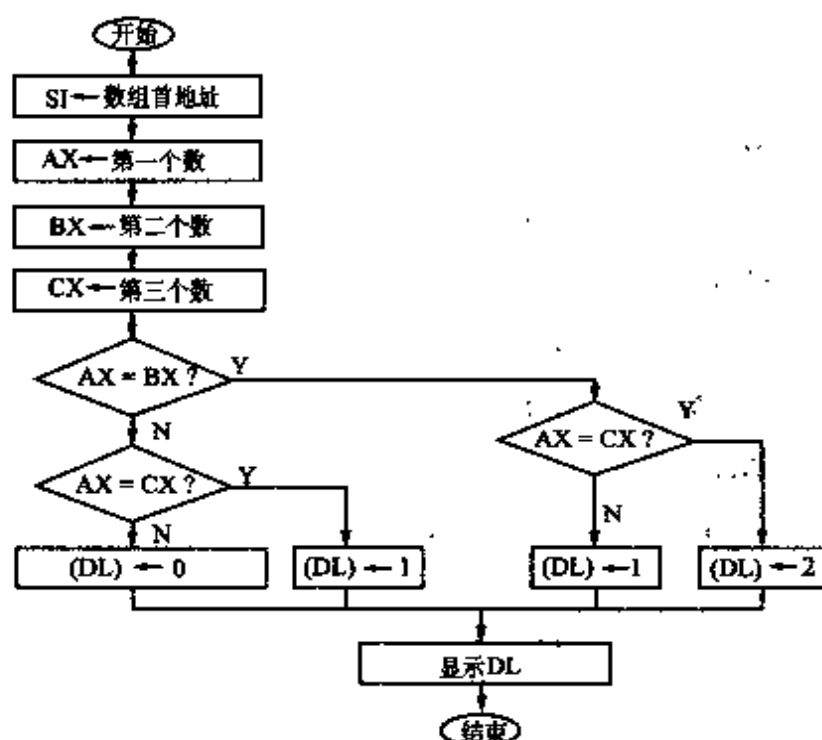 开始
SI←数组首地址
AX←第一个数
BX←第二个数
CX←第三个数
AX = BX ?
Y
N
AX = CX ?
Y
N
AX = CX ?
Y
N
(DL) ← 0
(DL) ← 1
(DL) ←1
(DL) ←2
显示DL
结束